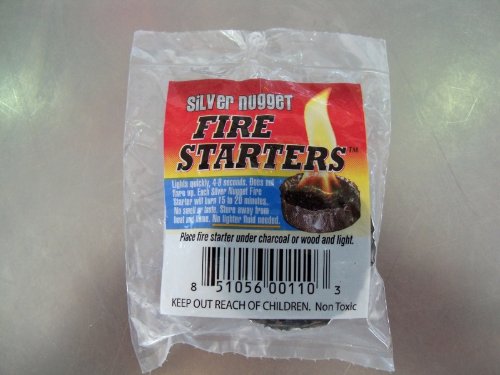 SilveR nuggeT
FIRE
STARTERS™
Lights quickly, 4-8 seconds. Does not
flare up. Each Silver Nugget Fire
Starter will burn 15 to 20 minutes.
No smell or taste. Store away from
heat and flame. No lighter fluid needed.
Place fire starter under charcoal or wood and light.
8 51056 00110 3
KEEP OUT REACH OF CHILDREN. Non Toxic